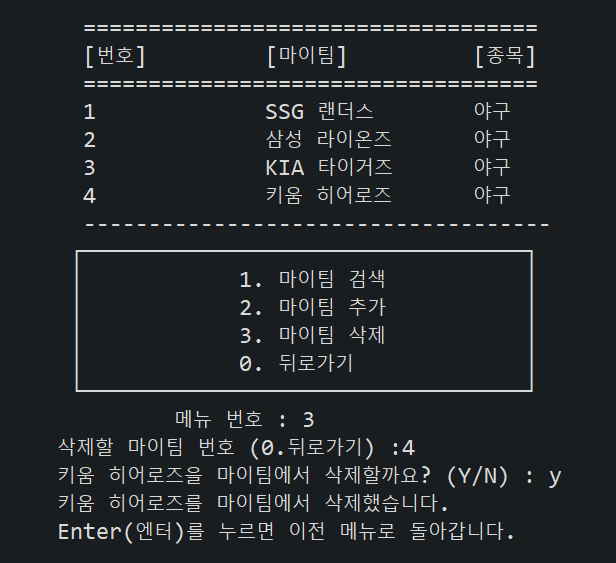 ===================================
[번호] [마이팀] [종목]
===================================
1 SSG 랜더스 야구
2 삼성 라이온즈 야구
3 KIA 타이거즈 야구
4 키움 히어로즈 야구
------------------------------------
1. 마이팀 검색
2. 마이팀 추가
3. 마이팀 삭제
0. 뒤로가기
메뉴 번호 : 3
삭제할 마이팀 번호 (0.뒤로가기) :4
키움 히어로즈을 마이팀에서 삭제할까요? (Y/N) : y
키움 히어로즈를 마이팀에서 삭제했습니다.
Enter(엔터)를 누르면 이전 메뉴로 돌아갑니다.